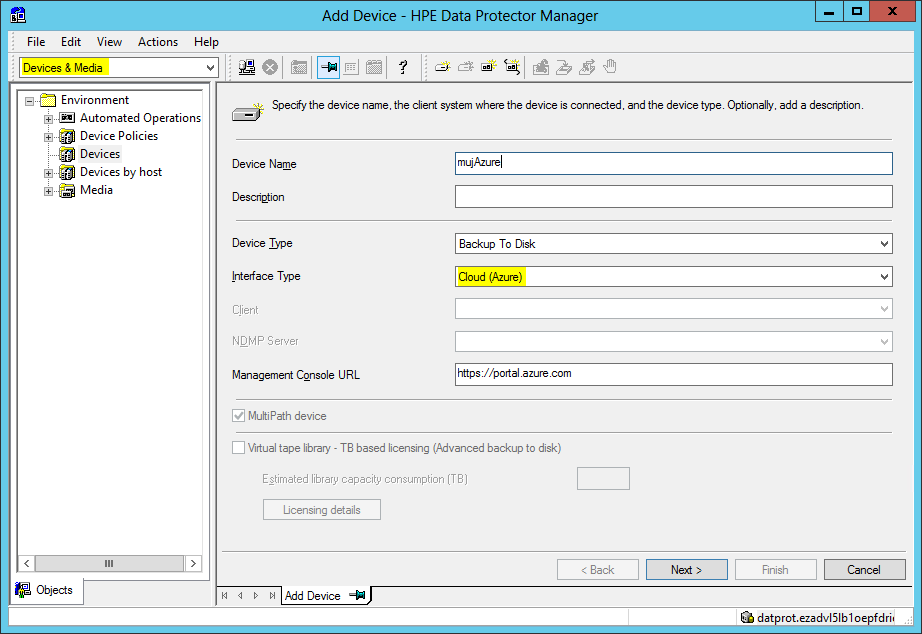 Add Device - HPE Data Protector Manager
File Edit View Actions Help
Devices & Media
Environment
Automated Operations
Device Policies
Devices
Devices by host
Media
Objects
Specify the device name, the client system where the device is connected, and the device type. Optionally, add a description.
Device Name mujAzure
Description
Device Type Backup To Disk
Interface Type Cloud (Azure)
Client
NDMP Server
Management Console URL https://portal.azure.com
MultiPath device
Virtual tape library - TB based licensing (Advanced backup to disk)
Estimated library capacity consumption (TB)
Licensing details
< Back Next > Finish Cancel
Add Device